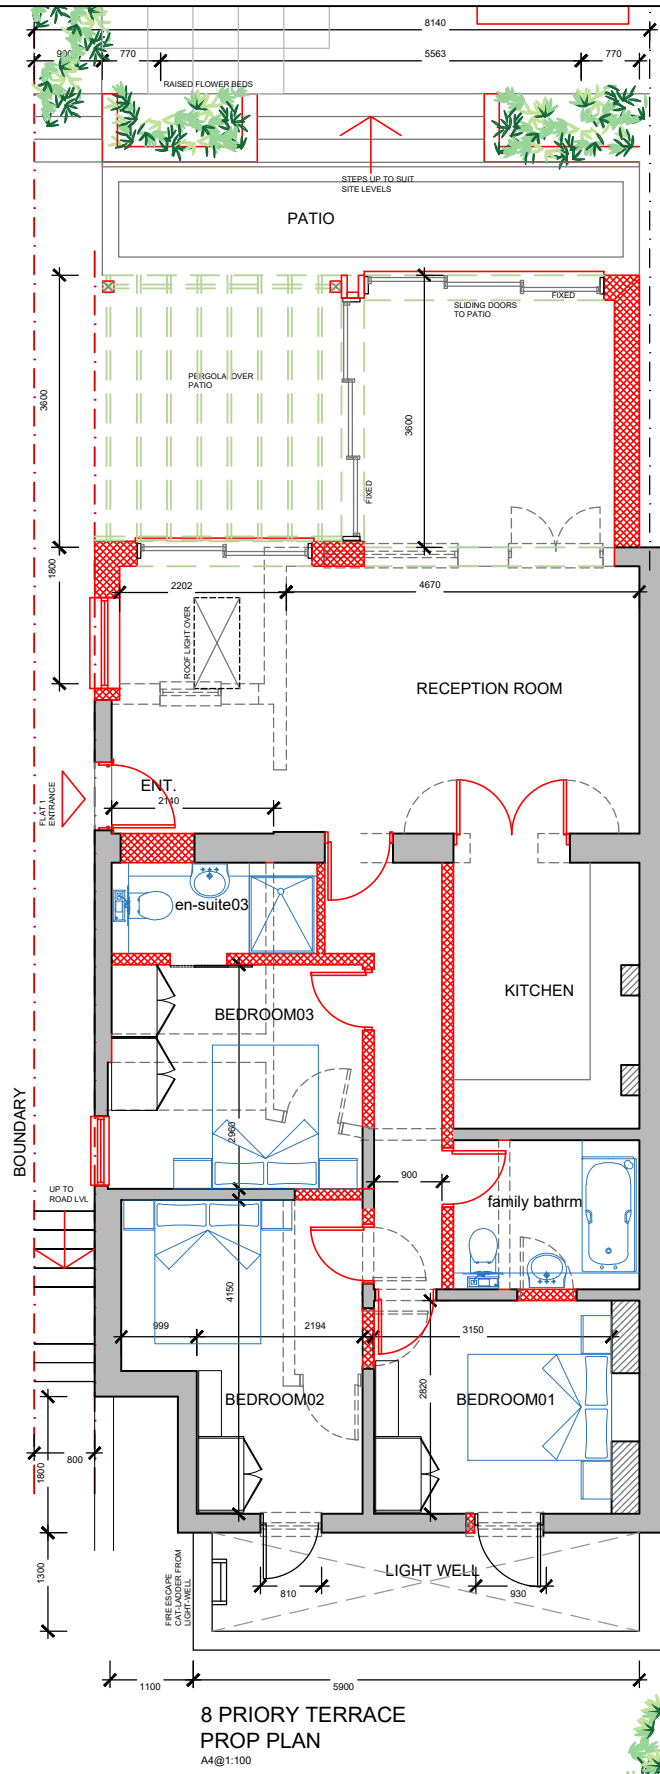 8140
900
770
5563
770
RAISED FLOWER BEDS
STEPS UP TO SUIT
SITE LEVELS
PATIO
FIXED
SLIDING DOORS
TO PATIO
PERGOLA OVER
PATIO
3600
3600
FIXED
1800
2202
4670
ROOF LIGHT OVER
RECEPTION ROOM
FLAT 1
ENTRANCE
ENT.
2140
en-suite03
KITCHEN
BEDROOM03
BOUNDARY
2960
UP TO
ROAD LVL
900
family bathrm
4150
999
2194
3150
2820
BEDROOM02
BEDROOM01
1800
800
1300
FIRE ESCAPE
CAT-LADDER FROM
LIGHT-WELL
LIGHT WELL
810
930
1100
5900
8 PRIORY TERRACE
PROP PLAN
A4@1:100